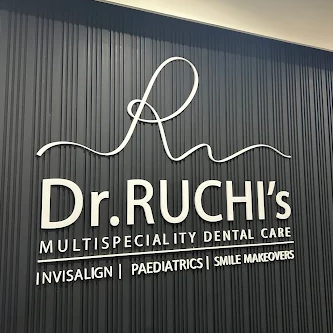 R
Dr.RUCHI's
MULTISPECIALITY DENTAL CARE
INVISALIGN | PAEDIATRICS | SMILE MAKEOVERS